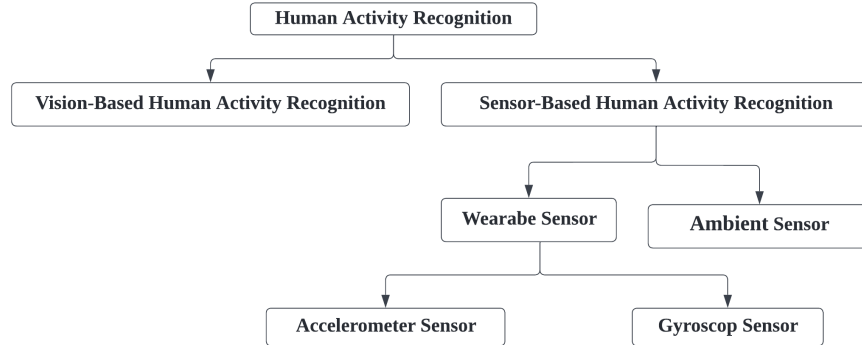 Human Activity Recognition
Vision-Based Human Activity Recognition
Sensor-Based Human Activity Recognition
Wearabe Sensor
Ambient Sensor
Accelerometer Sensor
Gyroscop Sensor